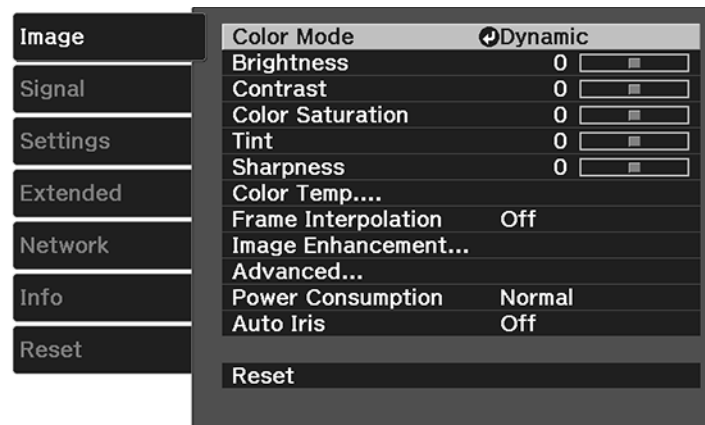 Image
Signal
Settings
Extended
Network
Info
Reset
Color Mode Dynamic
Brightness 0
Contrast 0
Color Saturation 0
Tint 0
Sharpness 0
Color Temp....
Frame Interpolation Off
Image Enhancement...
Advanced...
Power Consumption Normal
Auto Iris Off
Reset